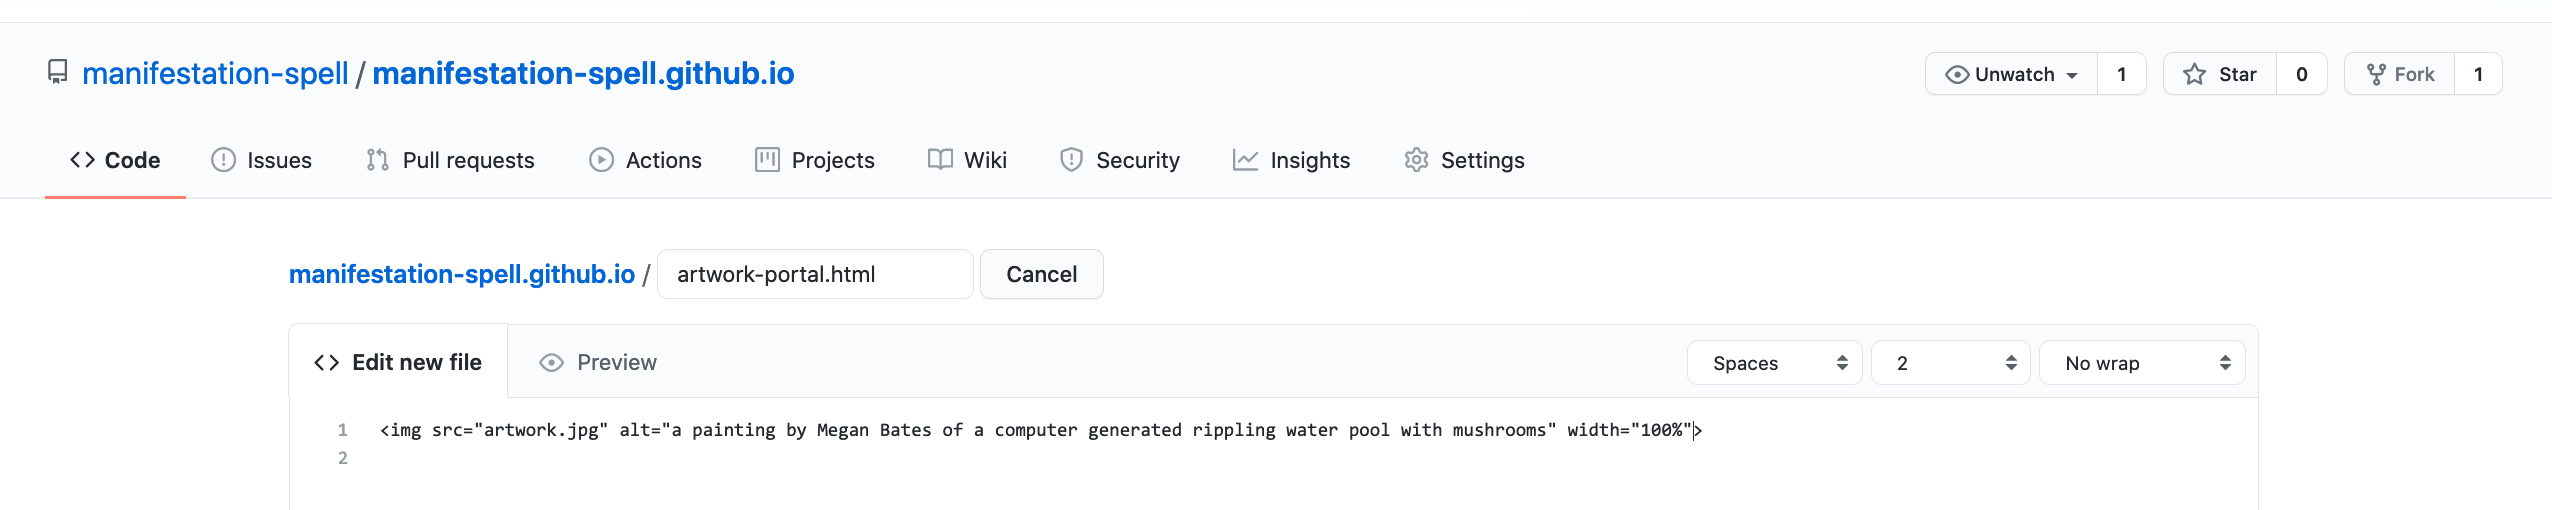 manifestation-spell / manifestation-spell.github.io
Unwatch 1 Star 0 Fork 1
Code Issues Pull requests Actions Projects Wiki Security Insights Settings
manifestation-spell.github.io / artwork-portal.html Cancel
<> Edit new file Preview Spaces 2 No wrap
1 <img src="artwork.jpg" alt="a painting by Megan Bates of a computer generated rippling water pool with mushrooms" width="100%">
2